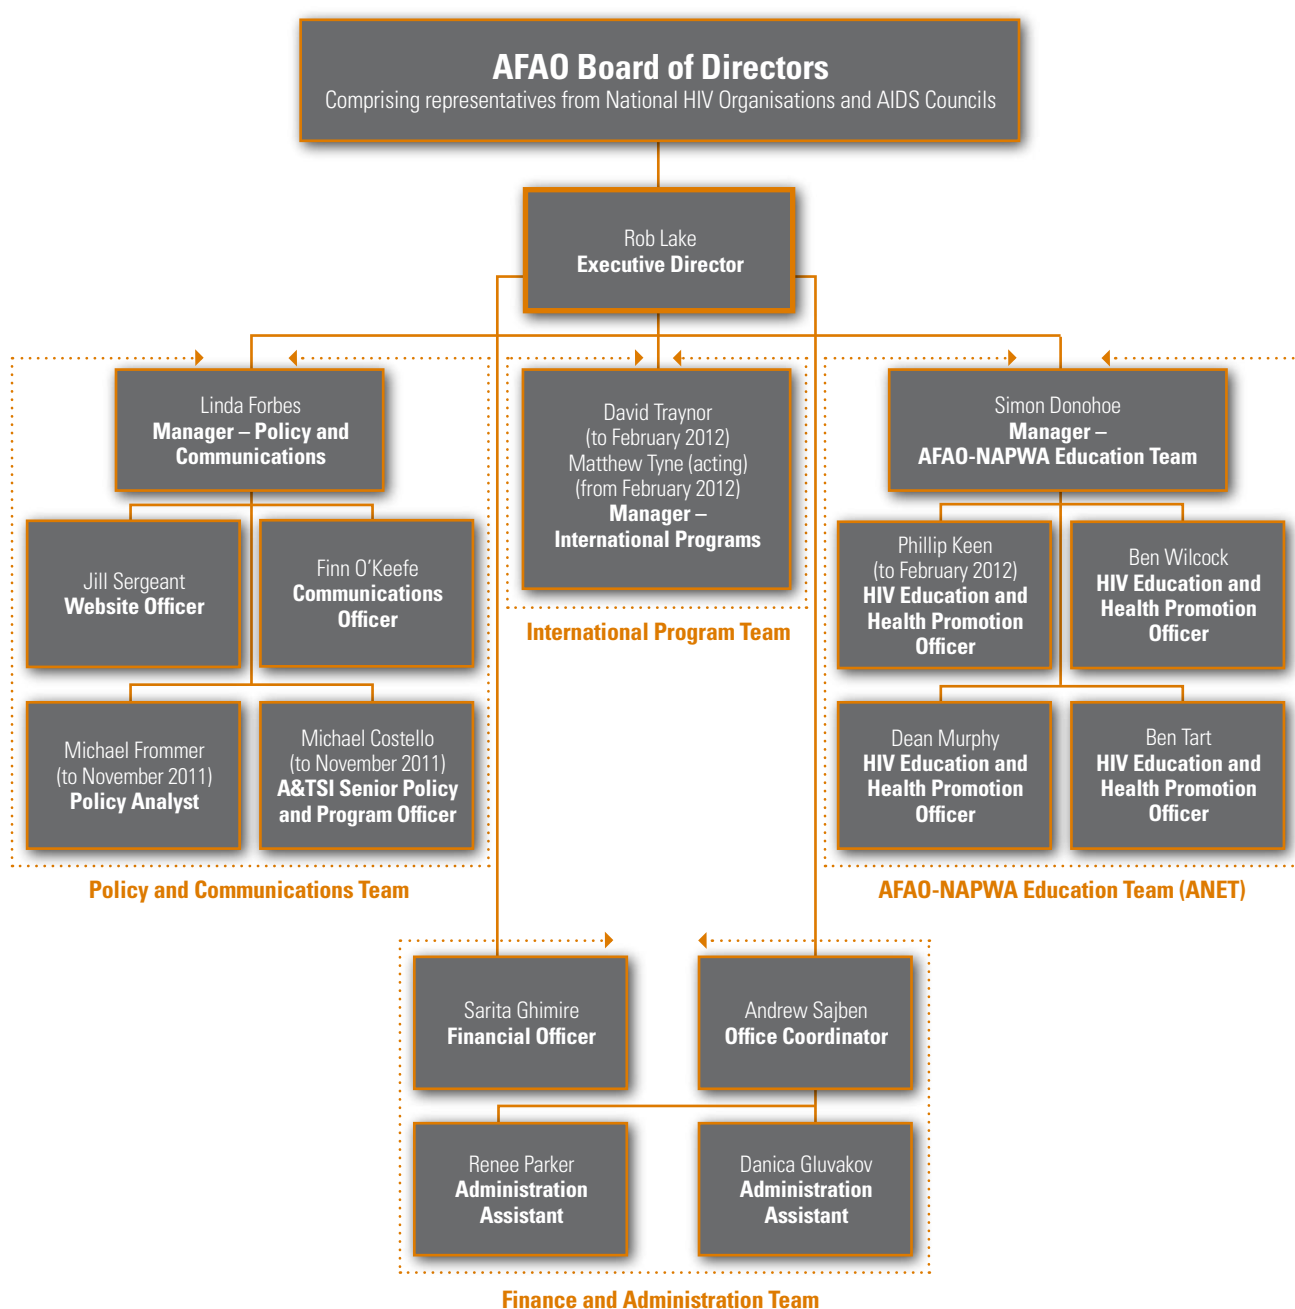 AFAO Board of Directors
Comprising representatives from National HIV Organisations and AIDS Councils
Rob Lake
Executive Director
Linda Forbes
Manager – Policy and
Communications
Jill Sergeant
Website Officer
Finn O'Keefe
Communications
Officer
Michael Frommer
(to November 2011)
Policy Analyst
Michael Costello
(to November 2011)
A&TSI Senior Policy
and Program Officer
Policy and Communications Team
David Traynor
(to February 2012)
Matthew Tyne (acting)
(from February 2012)
Manager –
International Programs
International Program Team
Simon Donohoe
Manager –
AFAO-NAPWA Education Team
Phillip Keen
(to February 2012)
HIV Education and
Health Promotion
Officer
Ben Wilcock
HIV Education and
Health Promotion
Officer
Dean Murphy
HIV Education and
Health Promotion
Officer
Ben Tart
HIV Education and
Health Promotion
Officer
AFAO-NAPWA Education Team (ANET)
Sarita Ghimire
Financial Officer
Andrew Sajben
Office Coordinator
Renee Parker
Administration
Assistant
Danica Gluvakov
Administration
Assistant
Finance and Administration Team